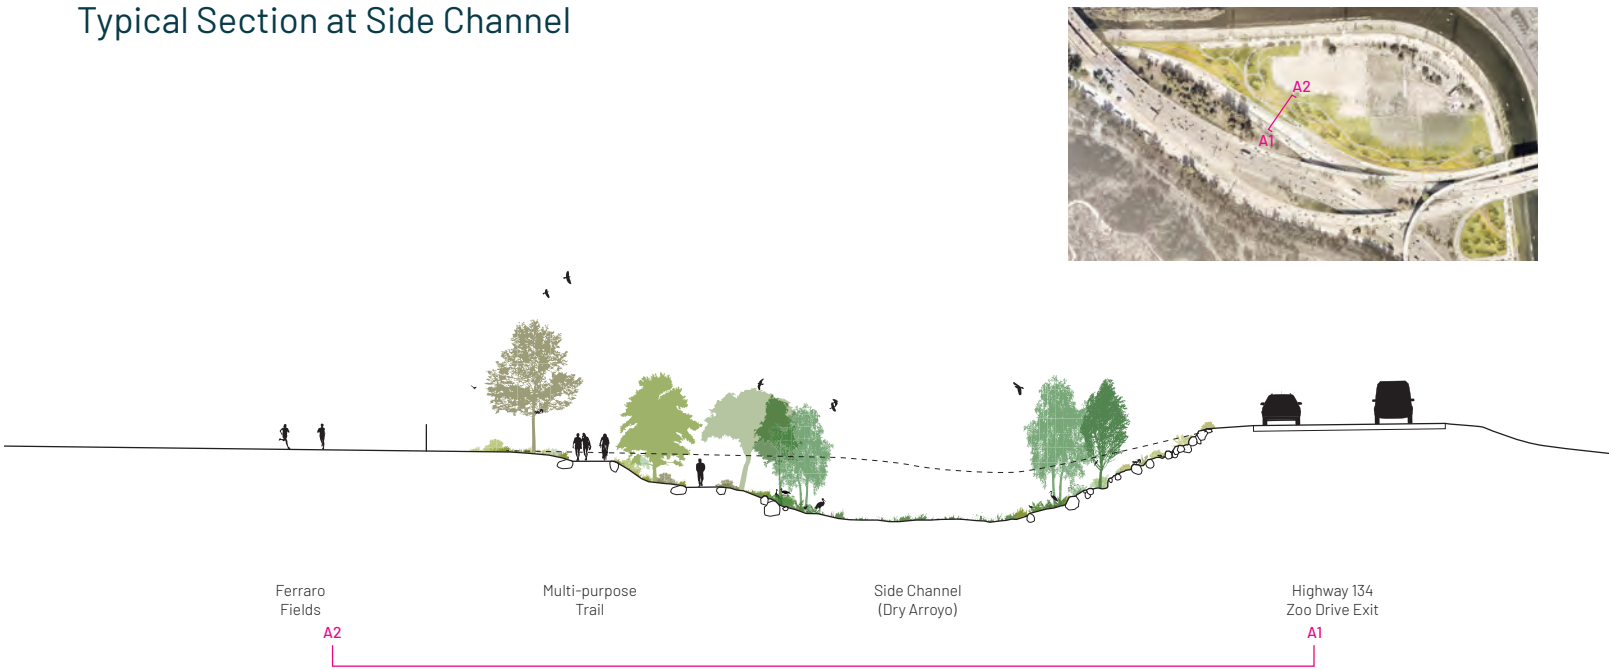 Typical Section at Side Channel
A2
A1
Ferraro
Fields
Multi-purpose
Trail
Side Channel
(Dry Arroyo)
Highway 134
Zoo Drive Exit
A2
A1